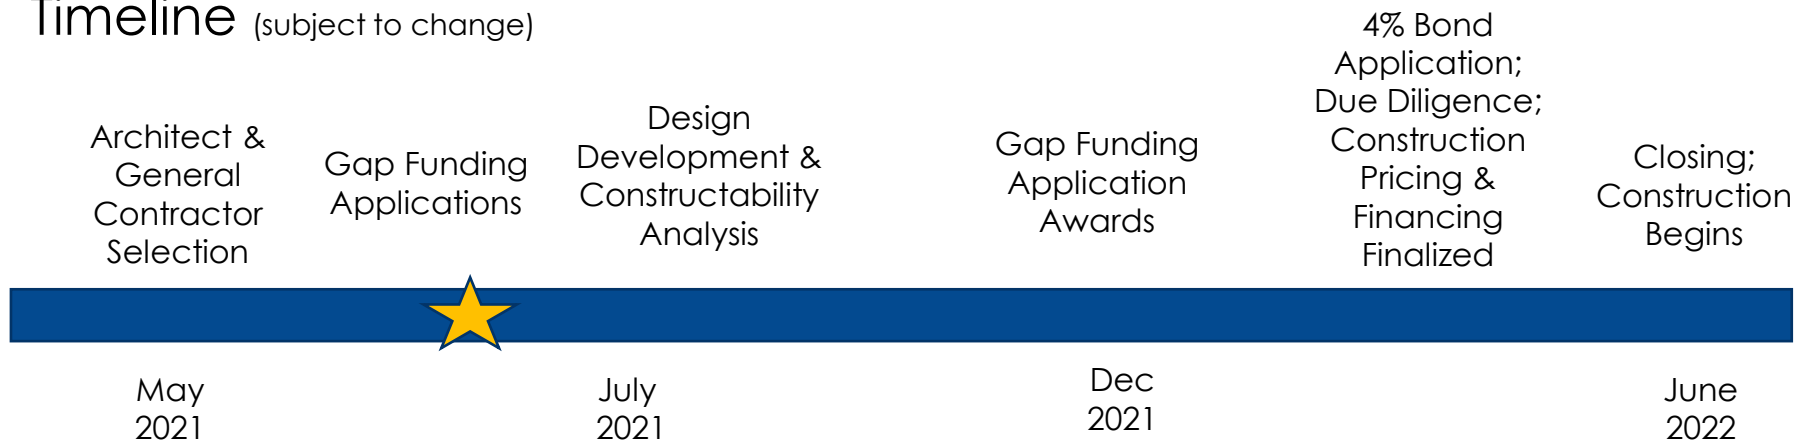 Timeline (subject to change)
Architect &
General
Contractor
Selection
Gap Funding
Applications
Design
Development &
Constructability
Analysis
Gap Funding
Application
Awards
4% Bond
Application;
Due Diligence;
Construction
Pricing &
Financing
Finalized
Closing;
Construction
Begins
May
2021
July
2021
Dec
2021
June
2022